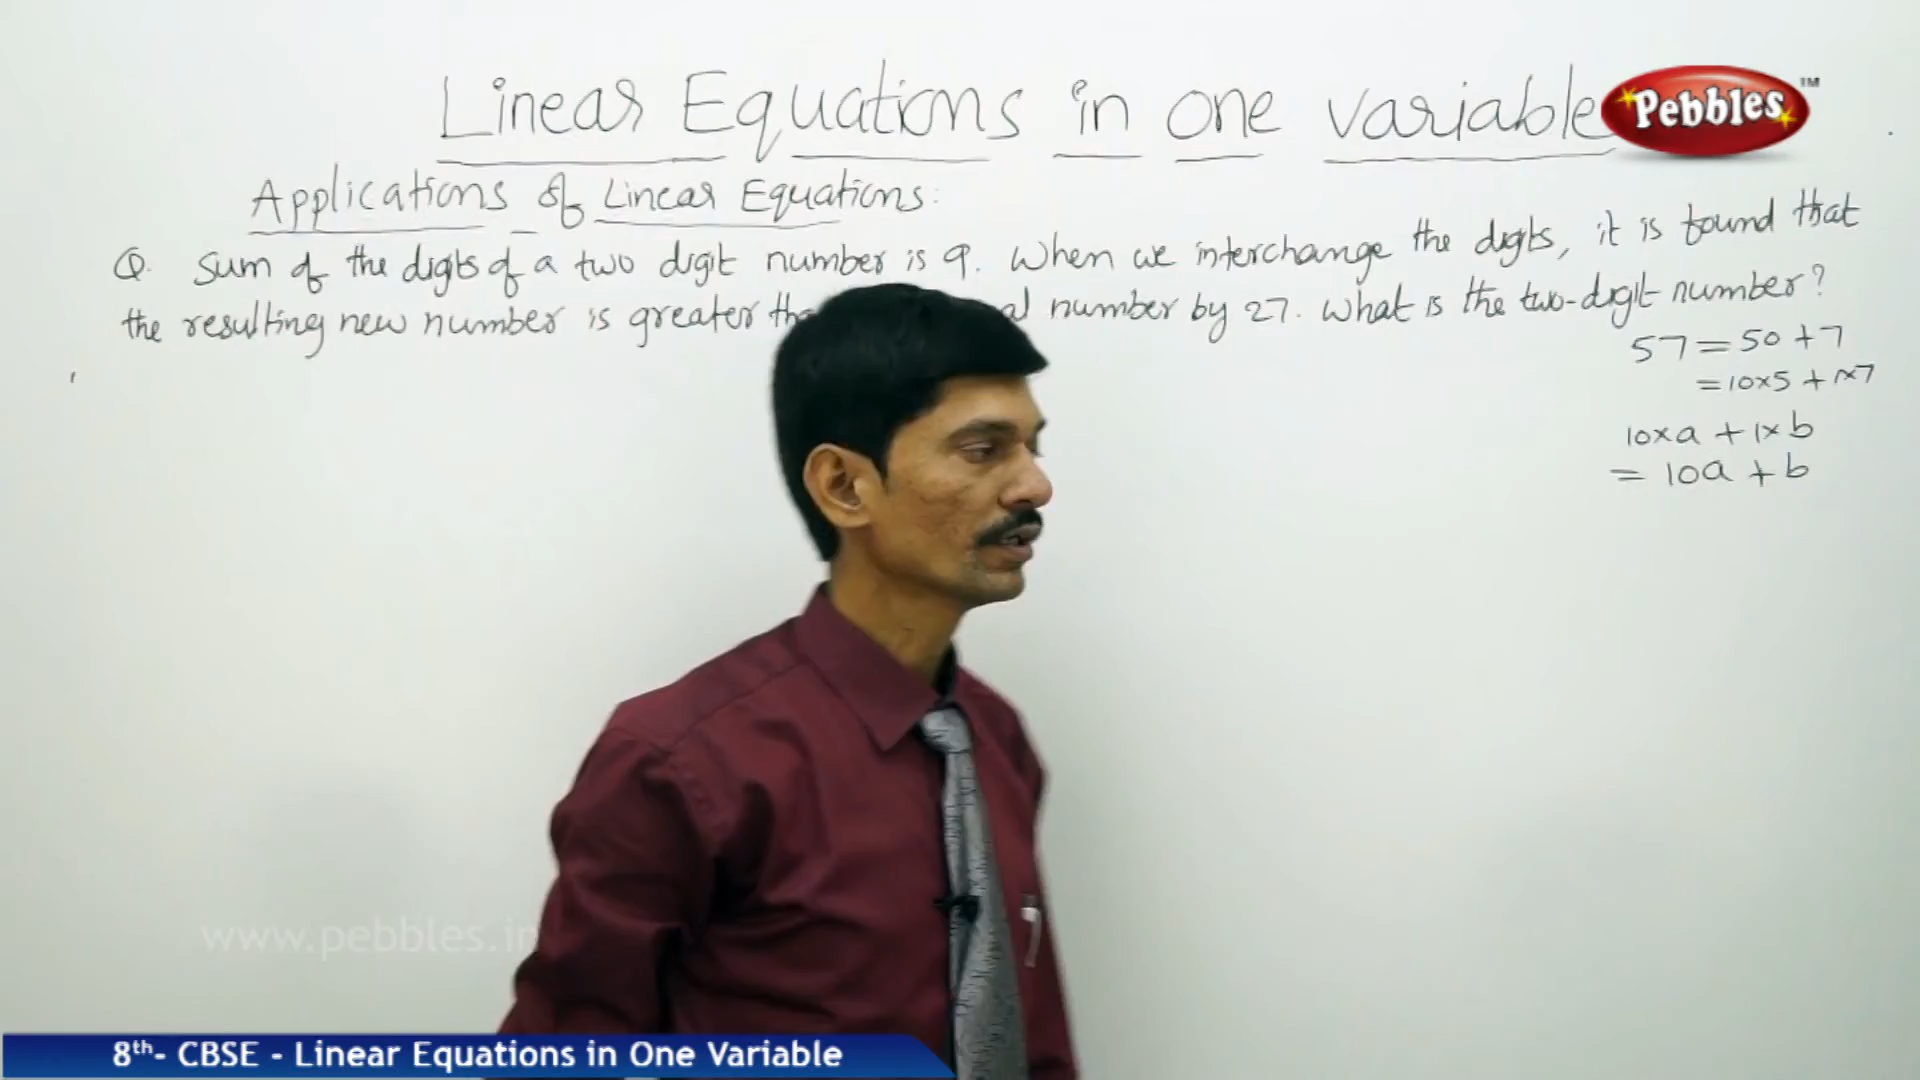 Linear Equations in one variable
Pebbles™
Applications of Linear Equations:
Q. Sum of the digits of a two digit number is 9. When we interchange the digits, it is found that
the resulting new number is greater number by 27. What is the two-digit number?
57 = 50 + 7
= 10×5 + 1×7
10×a + 1×b
= 10a + b
www.pebbles.in
8th- CBSE - Linear Equations in One Variable